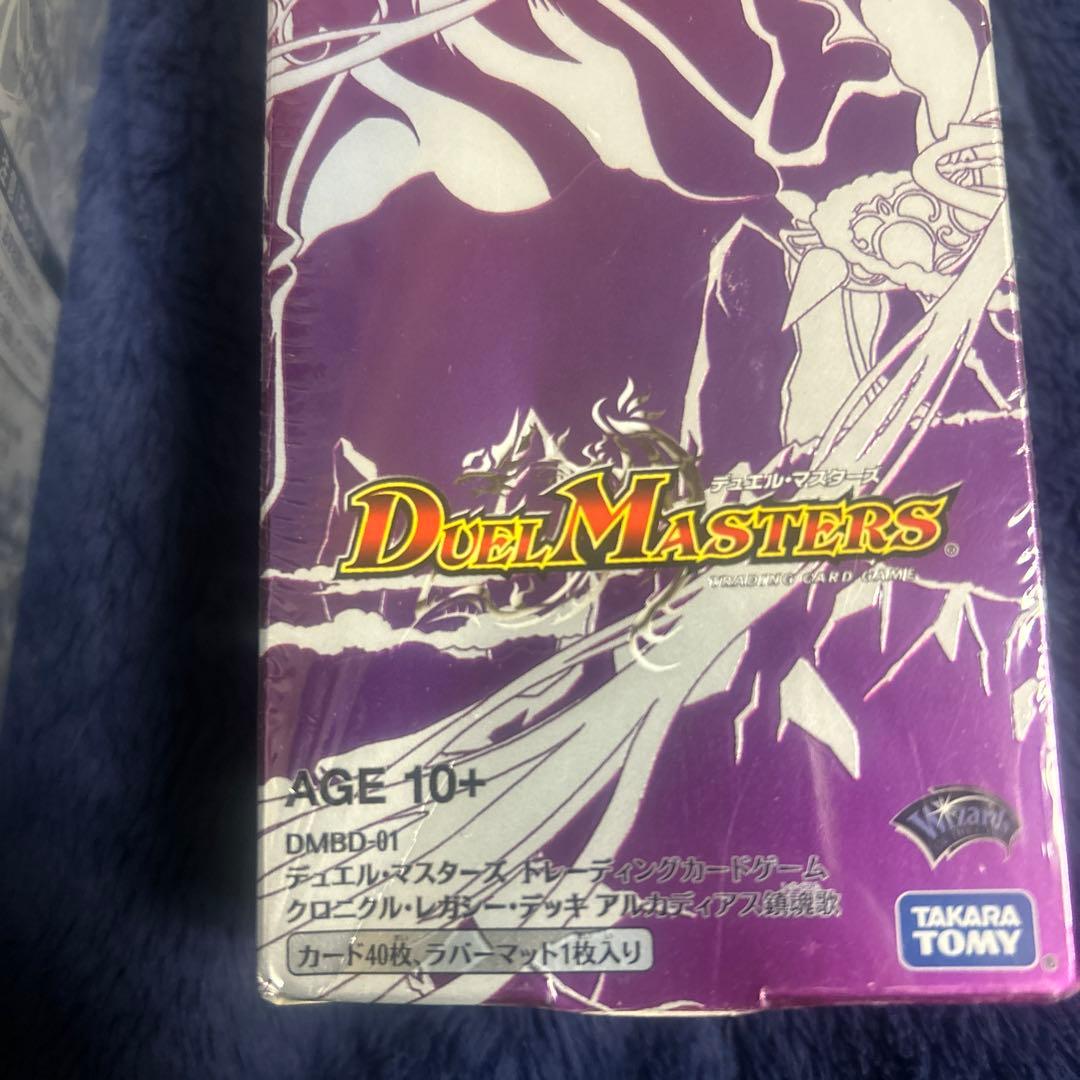 デュエル・マスターズ
DUEL MASTERS®
TRADING CARD GAME
AGE 10+
DMBD-01
デュエル・マスターズ トレーディングカードゲーム
クロニクル・レガシー・デッキ アルカディアス鎮魂歌
カード40枚、ラバーマット1枚入り
Wizards
TAKARA
TOMY®